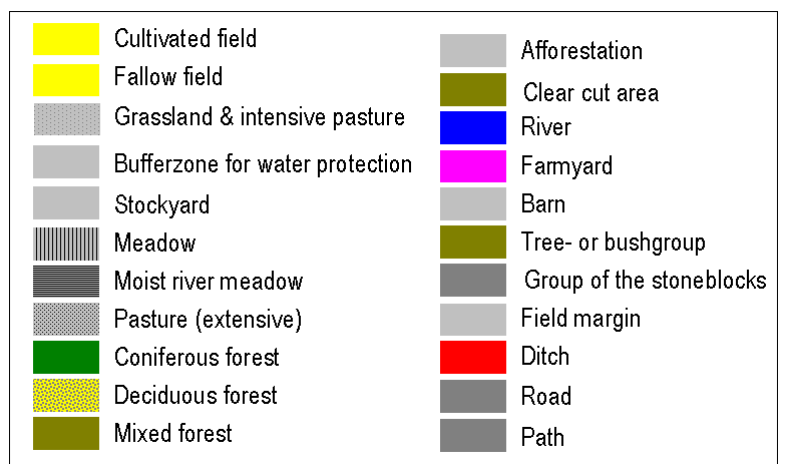 Cultivated field
Fallow field
Grassland & intensive pasture
Bufferzone for water protection
Stockyard
Meadow
Moist river meadow
Pasture (extensive)
Coniferous forest
Deciduous forest
Mixed forest
Afforestation
Clear cut area
River
Farmyard
Barn
Tree- or bushgroup
Group of the stoneblocks
Field margin
Ditch
Road
Path